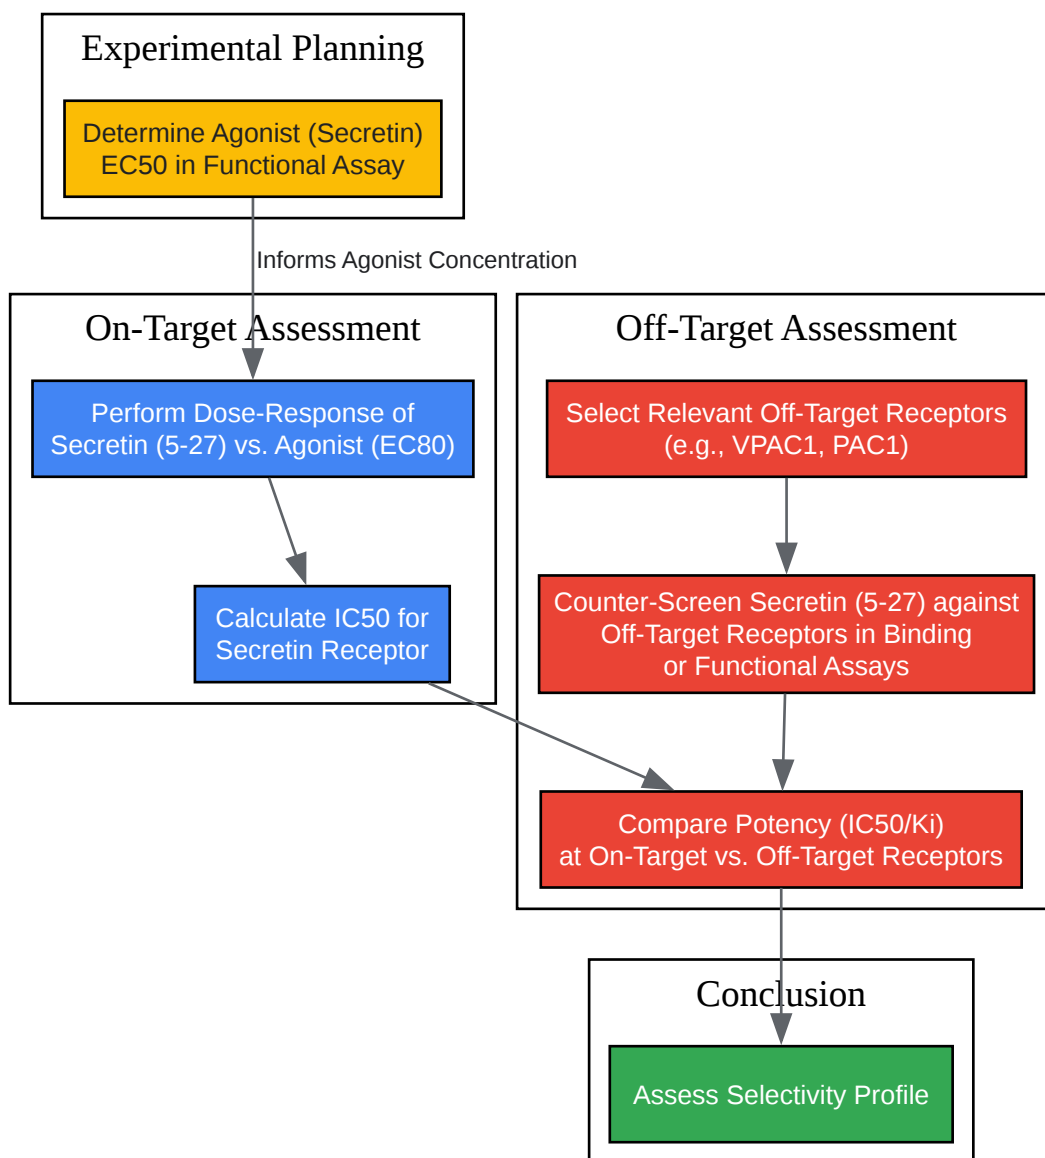 Experimental Planning
Determine Agonist (Secretin)
EC50 in Functional Assay
Informs Agonist Concentration
On-Target Assessment
Perform Dose-Response of
Secretin (5-27) vs. Agonist (EC80)
Calculate IC50 for
Secretin Receptor
Off-Target Assessment
Select Relevant Off-Target Receptors
(e.g., VPAC1, PAC1)
Counter-Screen Secretin (5-27) against
Off-Target Receptors in Binding
or Functional Assays
Compare Potency (IC50/Ki)
at On-Target vs. Off-Target Receptors
Conclusion
Assess Selectivity Profile